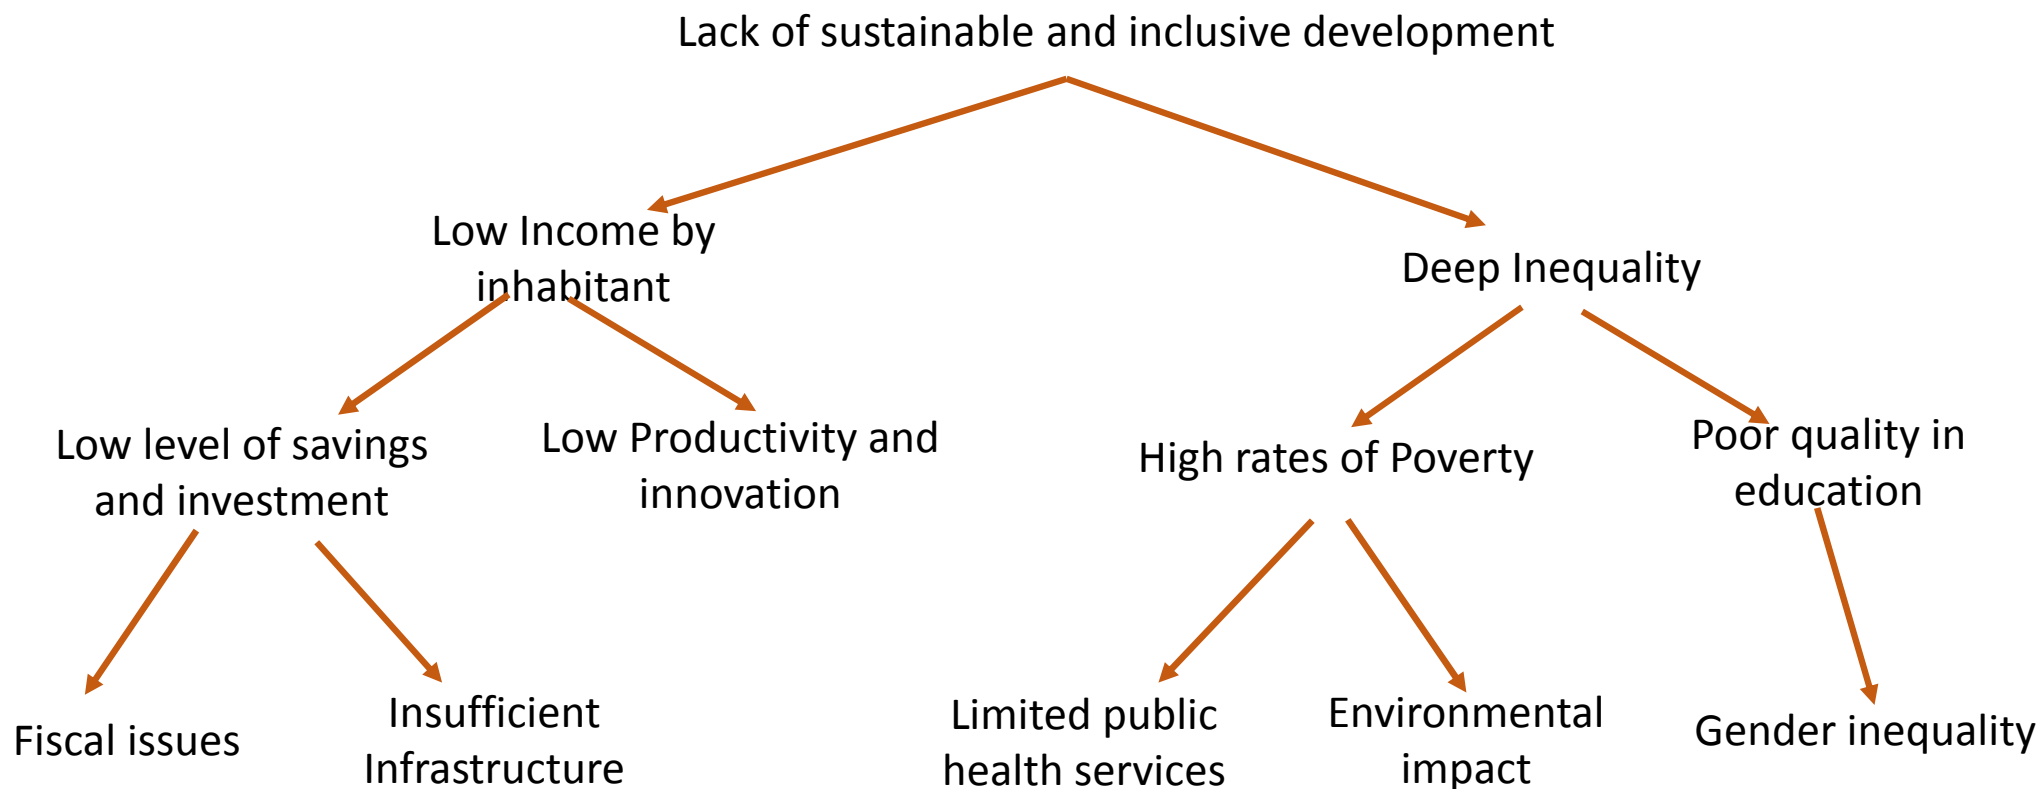 Lack of sustainable and inclusive development
Low Income by
inhabitant
Deep Inequality
Low level of savings
and investment
Low Productivity and
innovation
High rates of Poverty
Poor quality in
education
Fiscal issues
Insufficient
Infrastructure
Limited public
health services
Environmental
impact
Gender inequality